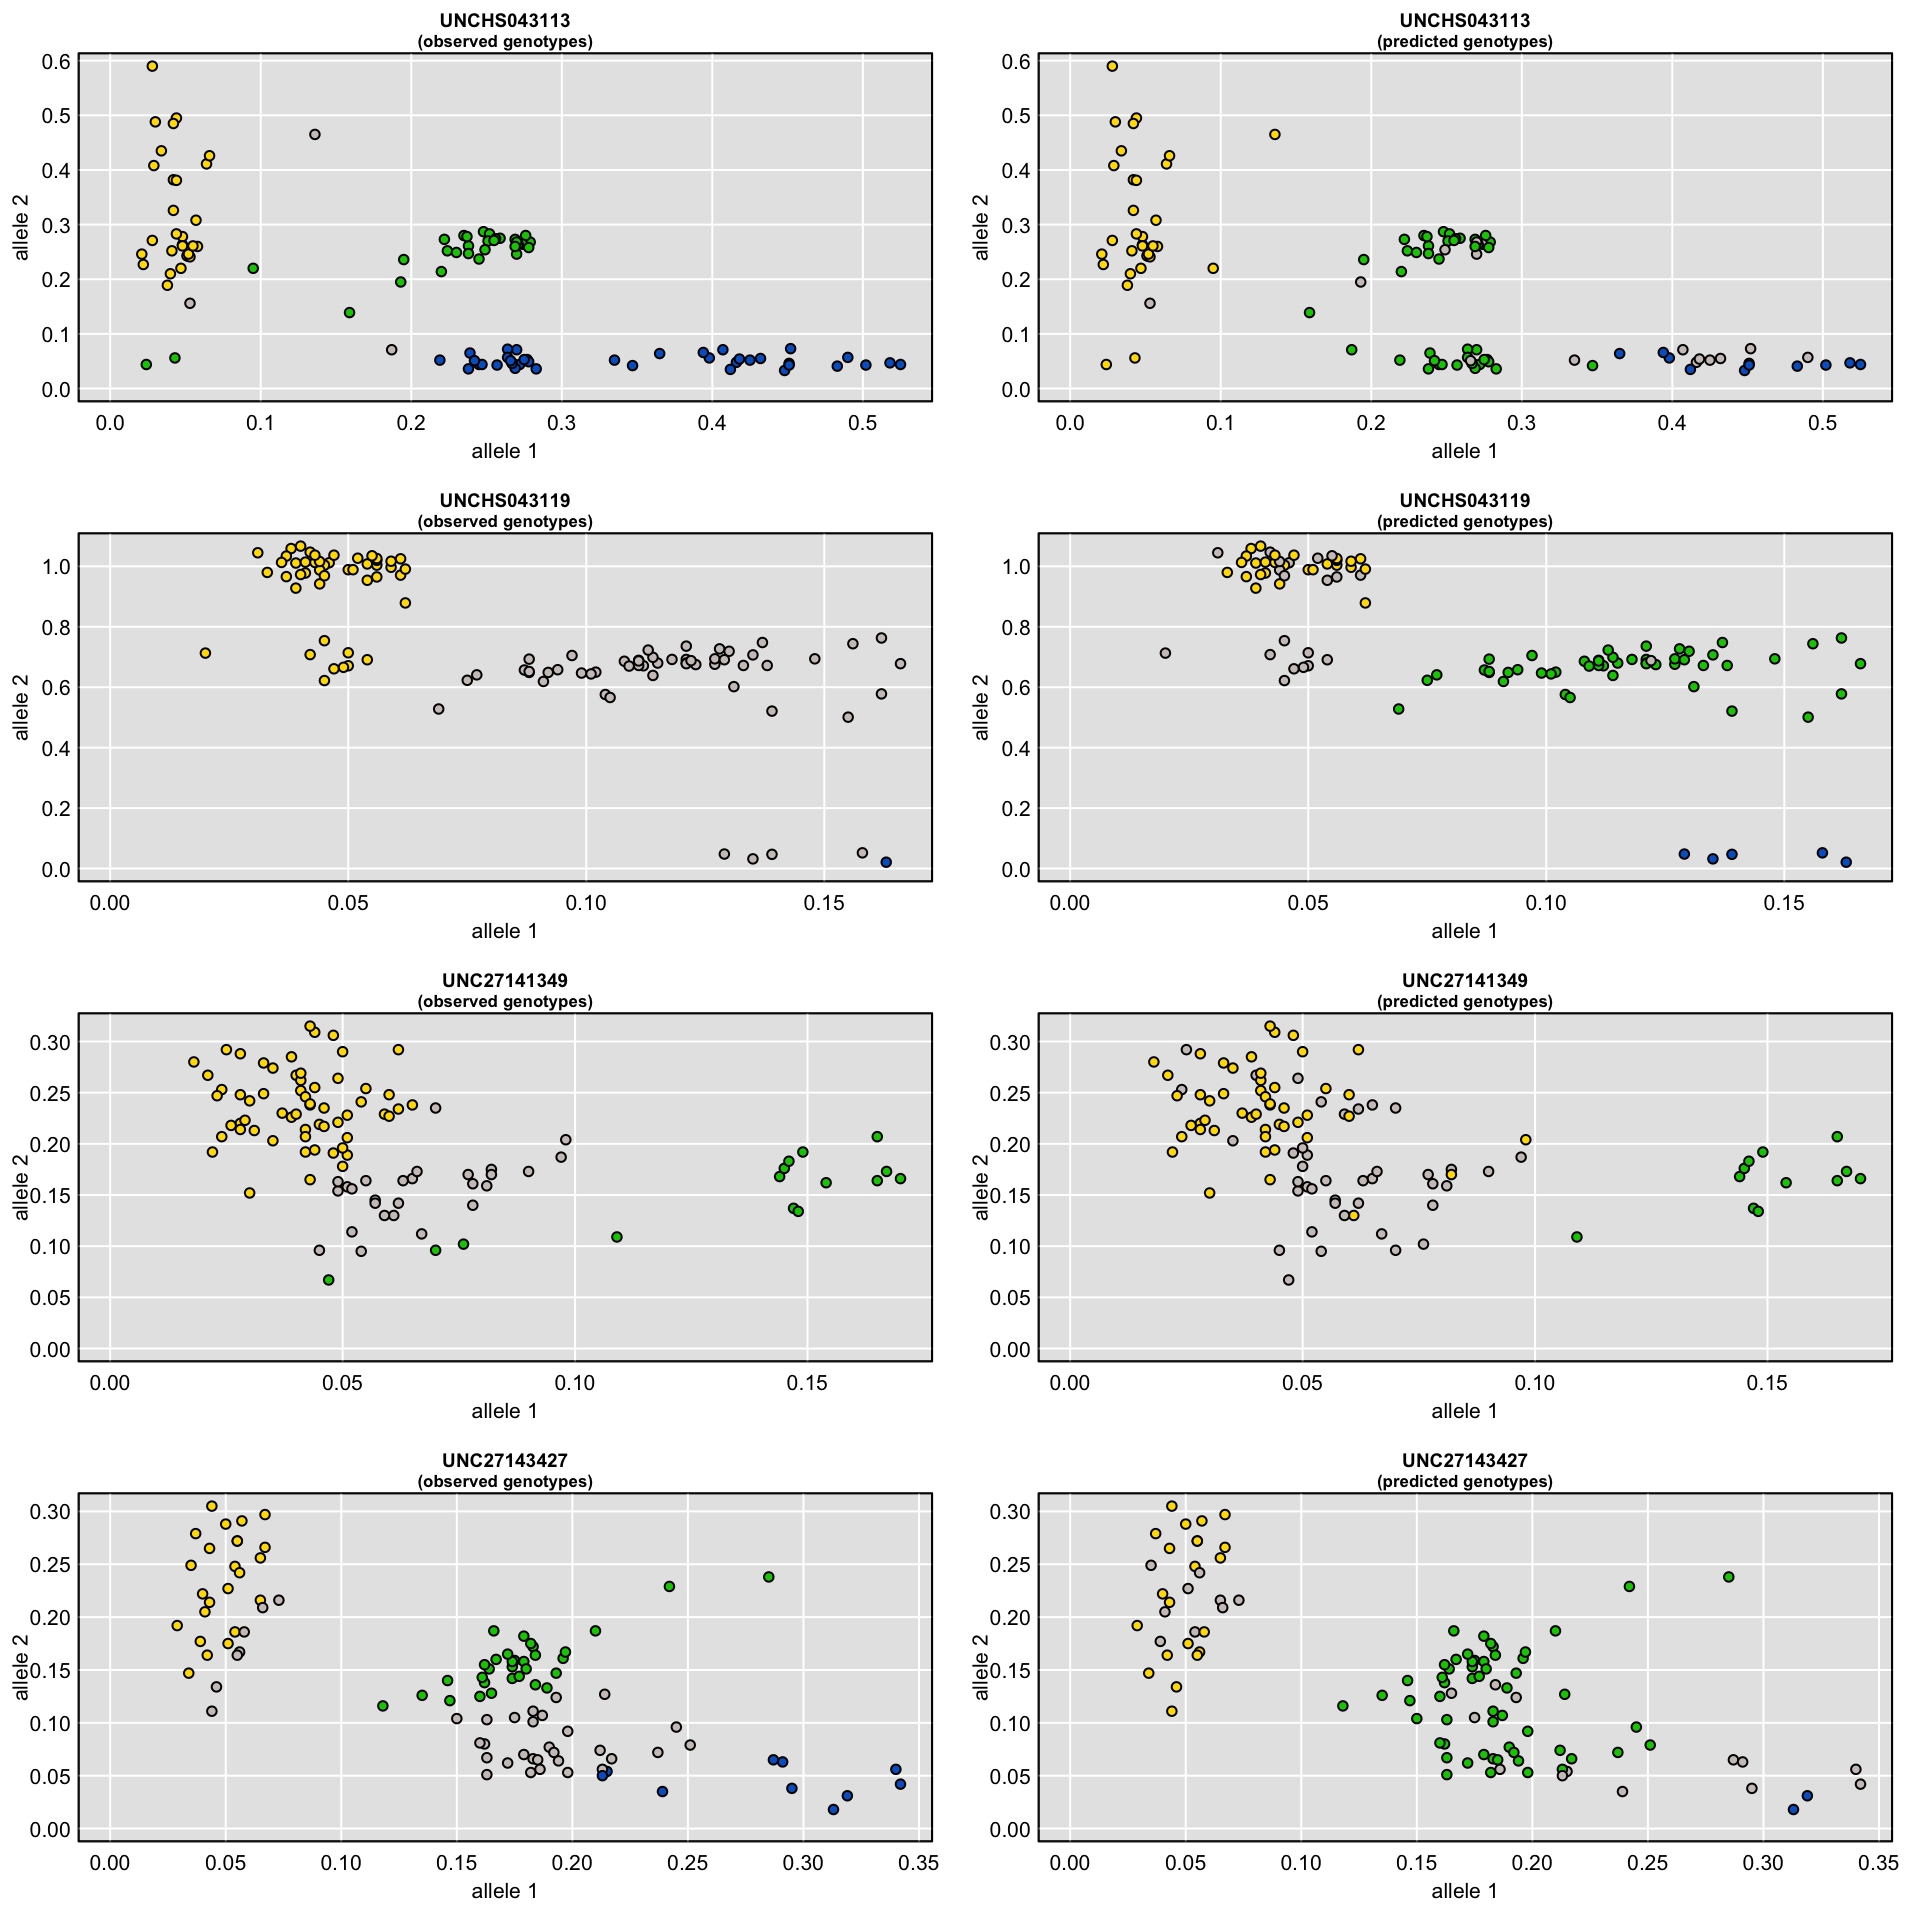 UNCHS043113
(observed genotypes)
0.6
0.5
0.4
0.3
0.2
0.1
0.0
allele 2
0.0 0.1 0.2 0.3 0.4 0.5
allele 1
UNCHS043113
(predicted genotypes)
0.6
0.5
0.4
0.3
0.2
0.1
0.0
allele 2
0.0 0.1 0.2 0.3 0.4 0.5
allele 1
UNCHS043119
(observed genotypes)
1.0
0.8
0.6
0.4
0.2
0.0
allele 2
0.00 0.05 0.10 0.15
allele 1
UNCHS043119
(predicted genotypes)
1.0
0.8
0.6
0.4
0.2
0.0
allele 2
0.00 0.05 0.10 0.15
allele 1
UNC27141349
(observed genotypes)
0.30
0.25
0.20
0.15
0.10
0.05
0.00
allele 2
0.00 0.05 0.10 0.15
allele 1
UNC27141349
(predicted genotypes)
0.30
0.25
0.20
0.15
0.10
0.05
0.00
allele 2
0.00 0.05 0.10 0.15
allele 1
UNC27143427
(observed genotypes)
0.30
0.25
0.20
0.15
0.10
0.05
0.00
allele 2
0.00 0.05 0.10 0.15 0.20 0.25 0.30 0.35
allele 1
UNC27143427
(predicted genotypes)
0.30
0.25
0.20
0.15
0.10
0.05
0.00
allele 2
0.00 0.05 0.10 0.15 0.20 0.25 0.30 0.35
allele 1